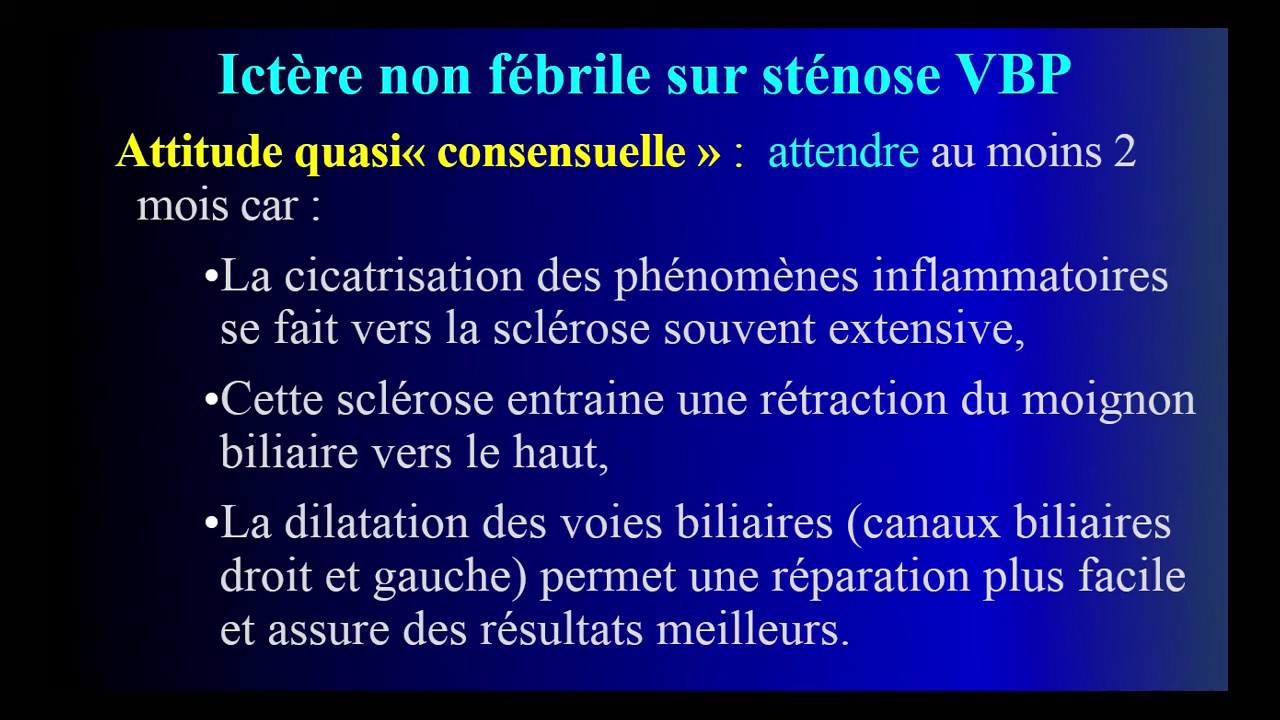 Ictère non fébrile sur sténose VBP
Attitude quasi« consensuelle » : attendre au moins 2
mois car :
•La cicatrisation des phénomènes inflammatoires
se fait vers la sclérose souvent extensive,
•Cette sclérose entraine une rétraction du moignon
biliaire vers le haut,
•La dilatation des voies biliaires (canaux biliaires
droit et gauche) permet une réparation plus facile
et assure des résultats meilleurs.